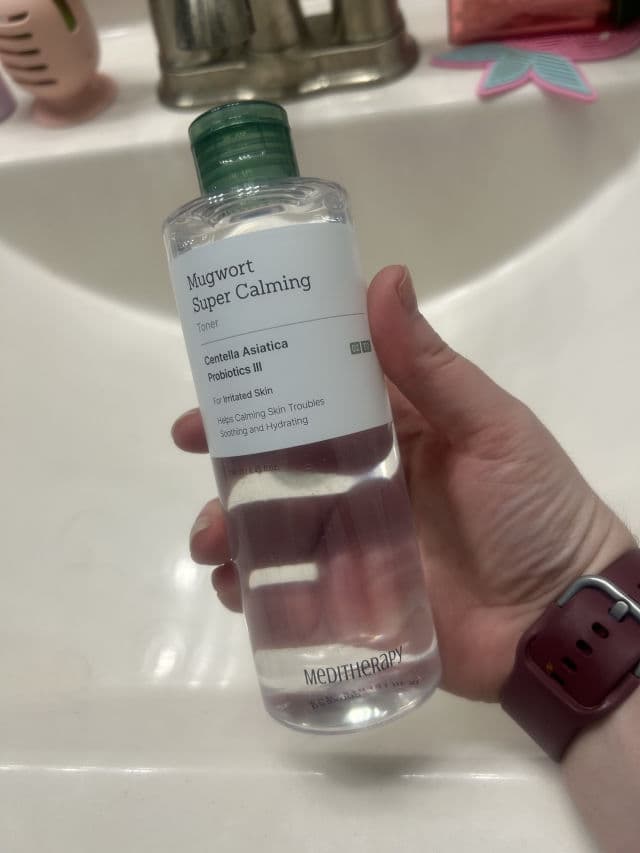 Mugwort
Super Calming
Toner
Centella Asiatica
Probiotics III
For Irritated Skin
Helps Calming Skin Troubles
Soothing and Hydrating
MEDITHERAPY